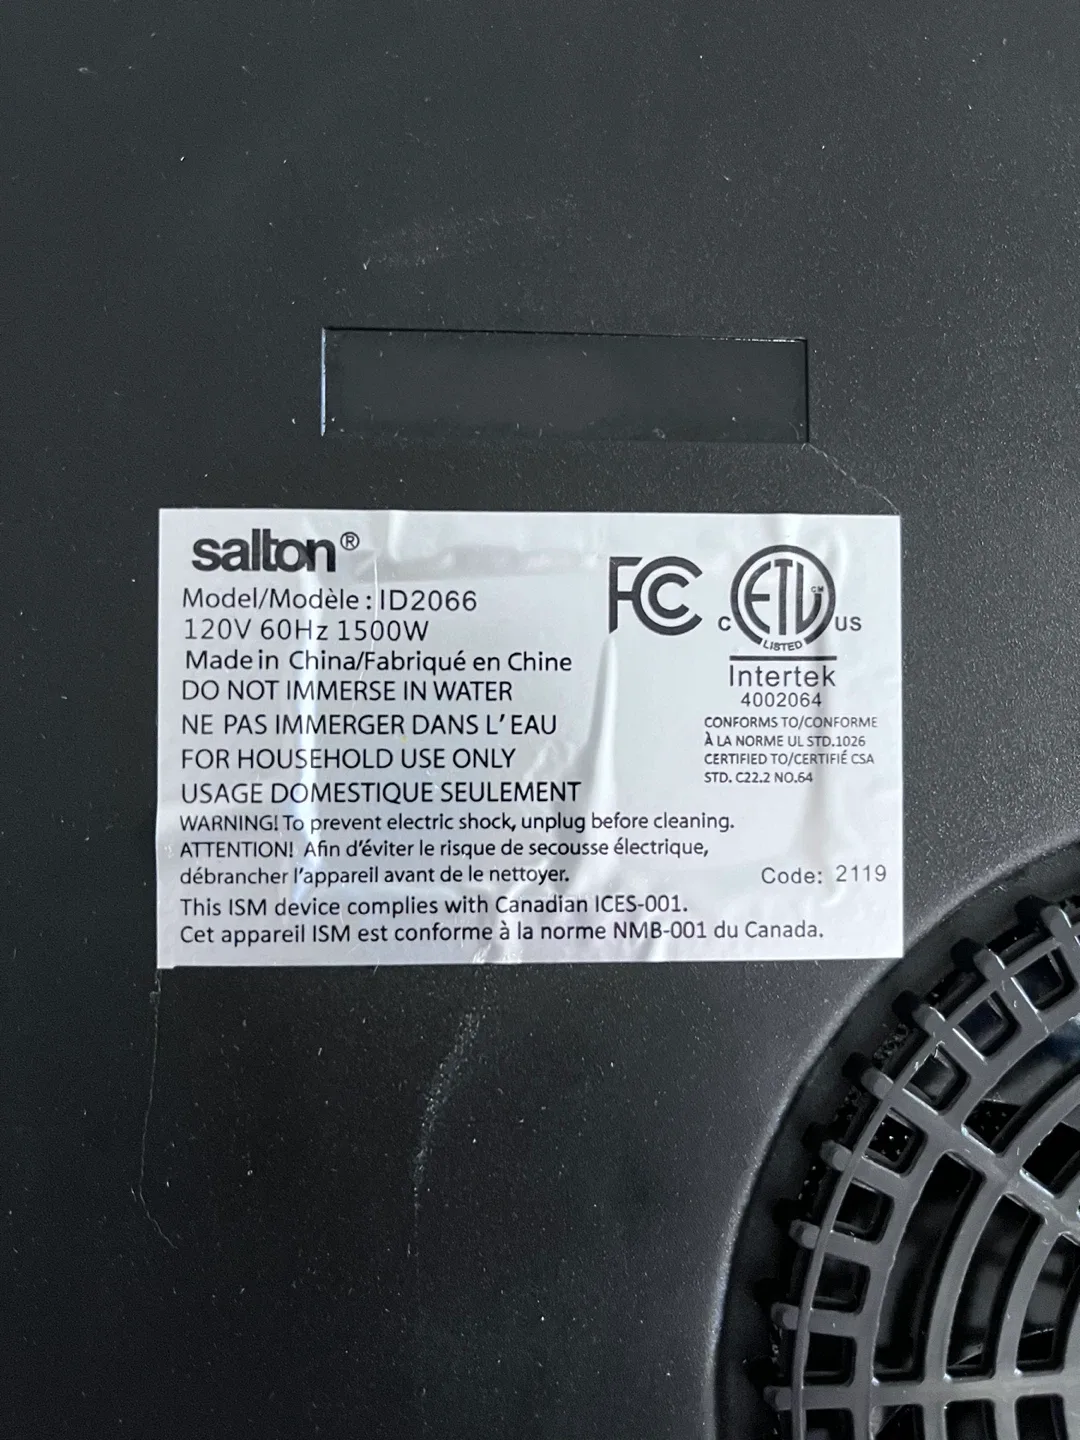 salton®
Model/Modèle : ID2066
120V 60Hz 1500W
Made in China/Fabriqué en Chine
DO NOT IMMERSE IN WATER
NE PAS IMMERGER DANS L'EAU
FOR HOUSEHOLD USE ONLY
USAGE DOMESTIQUE SEULEMENT
WARNING! To prevent electric shock, unplug before cleaning.
ATTENTION! Afin d'éviter le risque de secousse électrique,
débrancher l'appareil avant de le nettoyer.
This ISM device complies with Canadian ICES-001.
Cet appareil ISM est conforme à la norme NMB-001 du Canada.
FC
C ETL CM US
LISTED
Intertek
4002064
CONFORMS TO/CONFORME
À LA NORME UL STD.1026
CERTIFIED TO/CERTIFIÉ CSA
STD. C22.2 NO.64
Code: 2119